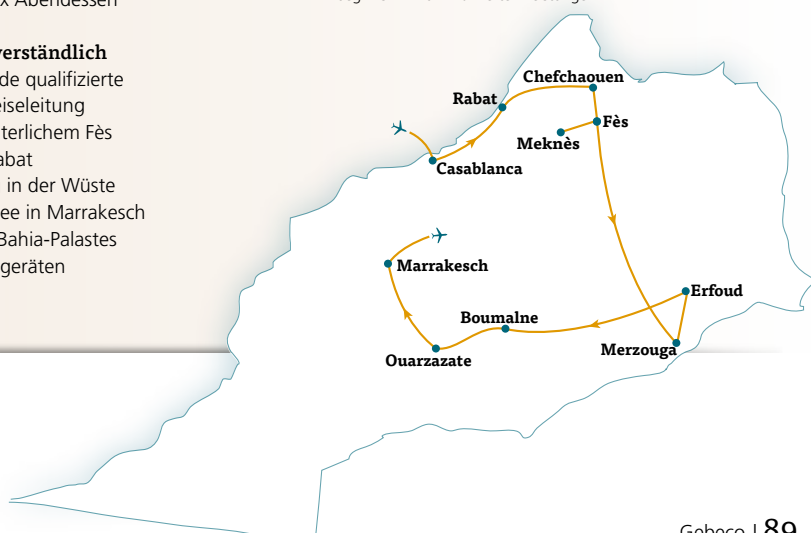 x Abendessen
verständlich
de qualifizierte
eiseleitung
terlichem Fès
abat
in der Wüste
ee in Marrakesch
Bahia-Palastes
geräten
Chefchaouen
Rabat
Fès
Meknès
Casablanca
Marrakesch
Erfoud
Boumalne
Merzouga
Ouarzazate
Gebeco | 89